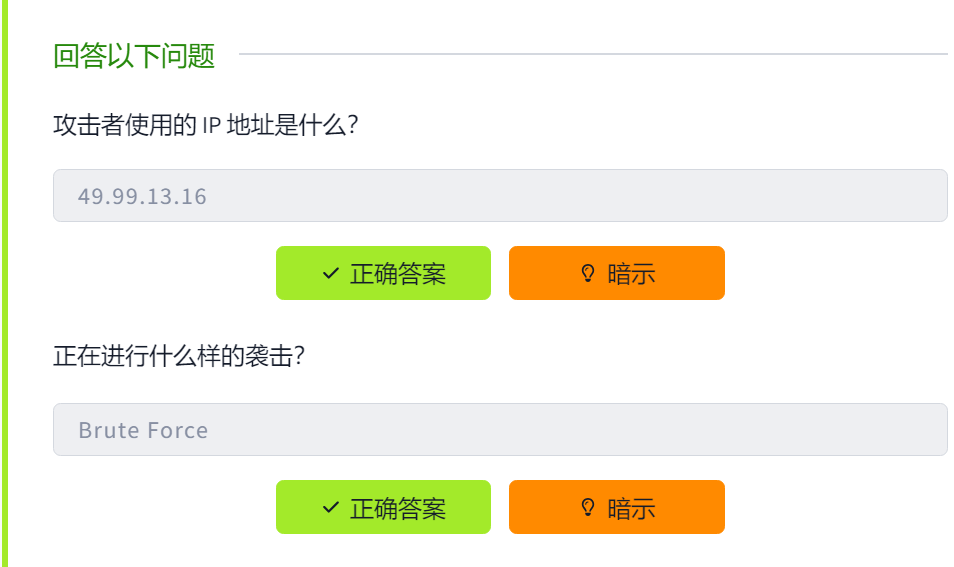 回答以下问题
攻击者使用的 IP 地址是什么？
49.99.13.16
正确答案
暗示
正在进行什么样的袭击？
Brute Force
正确答案
暗示